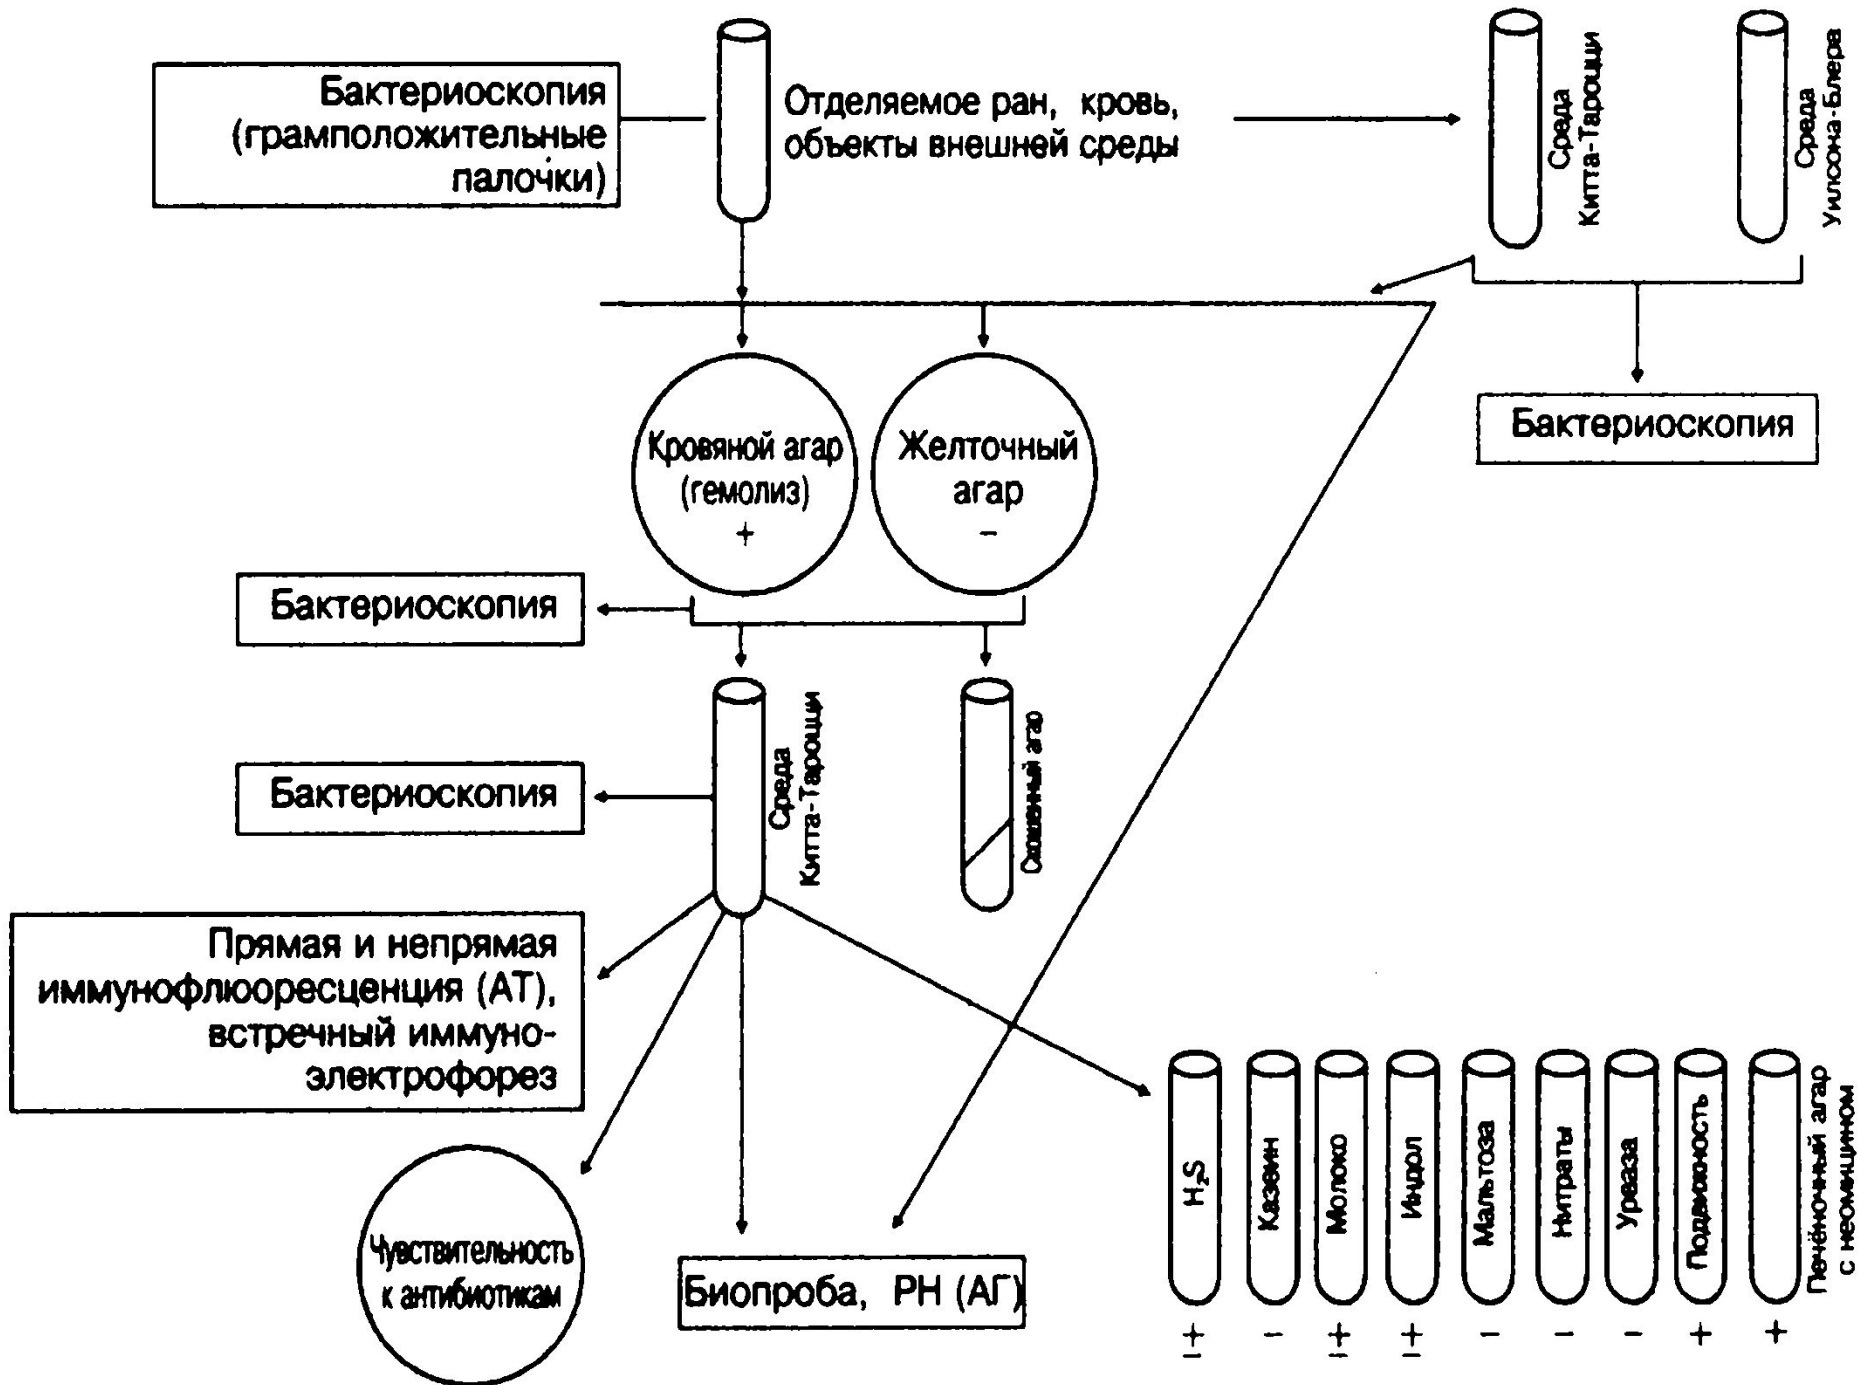 Бактериоскопия
(грамположительные
палочки)
Отделяемое ран, кровь,
объекты внешней среды
Среда
Китта-Тароцци
Среда
Уилсона-Блера
Бактериоскопия
Кровяной агар
(гемолиз)
+
Желточный
агар
–
Бактериоскопия
Среда
Китта-Тароцци
Скошенный агар
Бактериоскопия
Прямая и непрямая
иммунофлюоресценция (АТ),
встречный иммуно-
электрофорез
Чувствительность
к антибиотикам
Биопроба, РН (АГ)
H₂S
Казеин
Молоко
Индол
Мальтоза
Нитраты
Уреаза
Подвижность
Печёночный агар
с неомицином
± – ± ± – – – + +